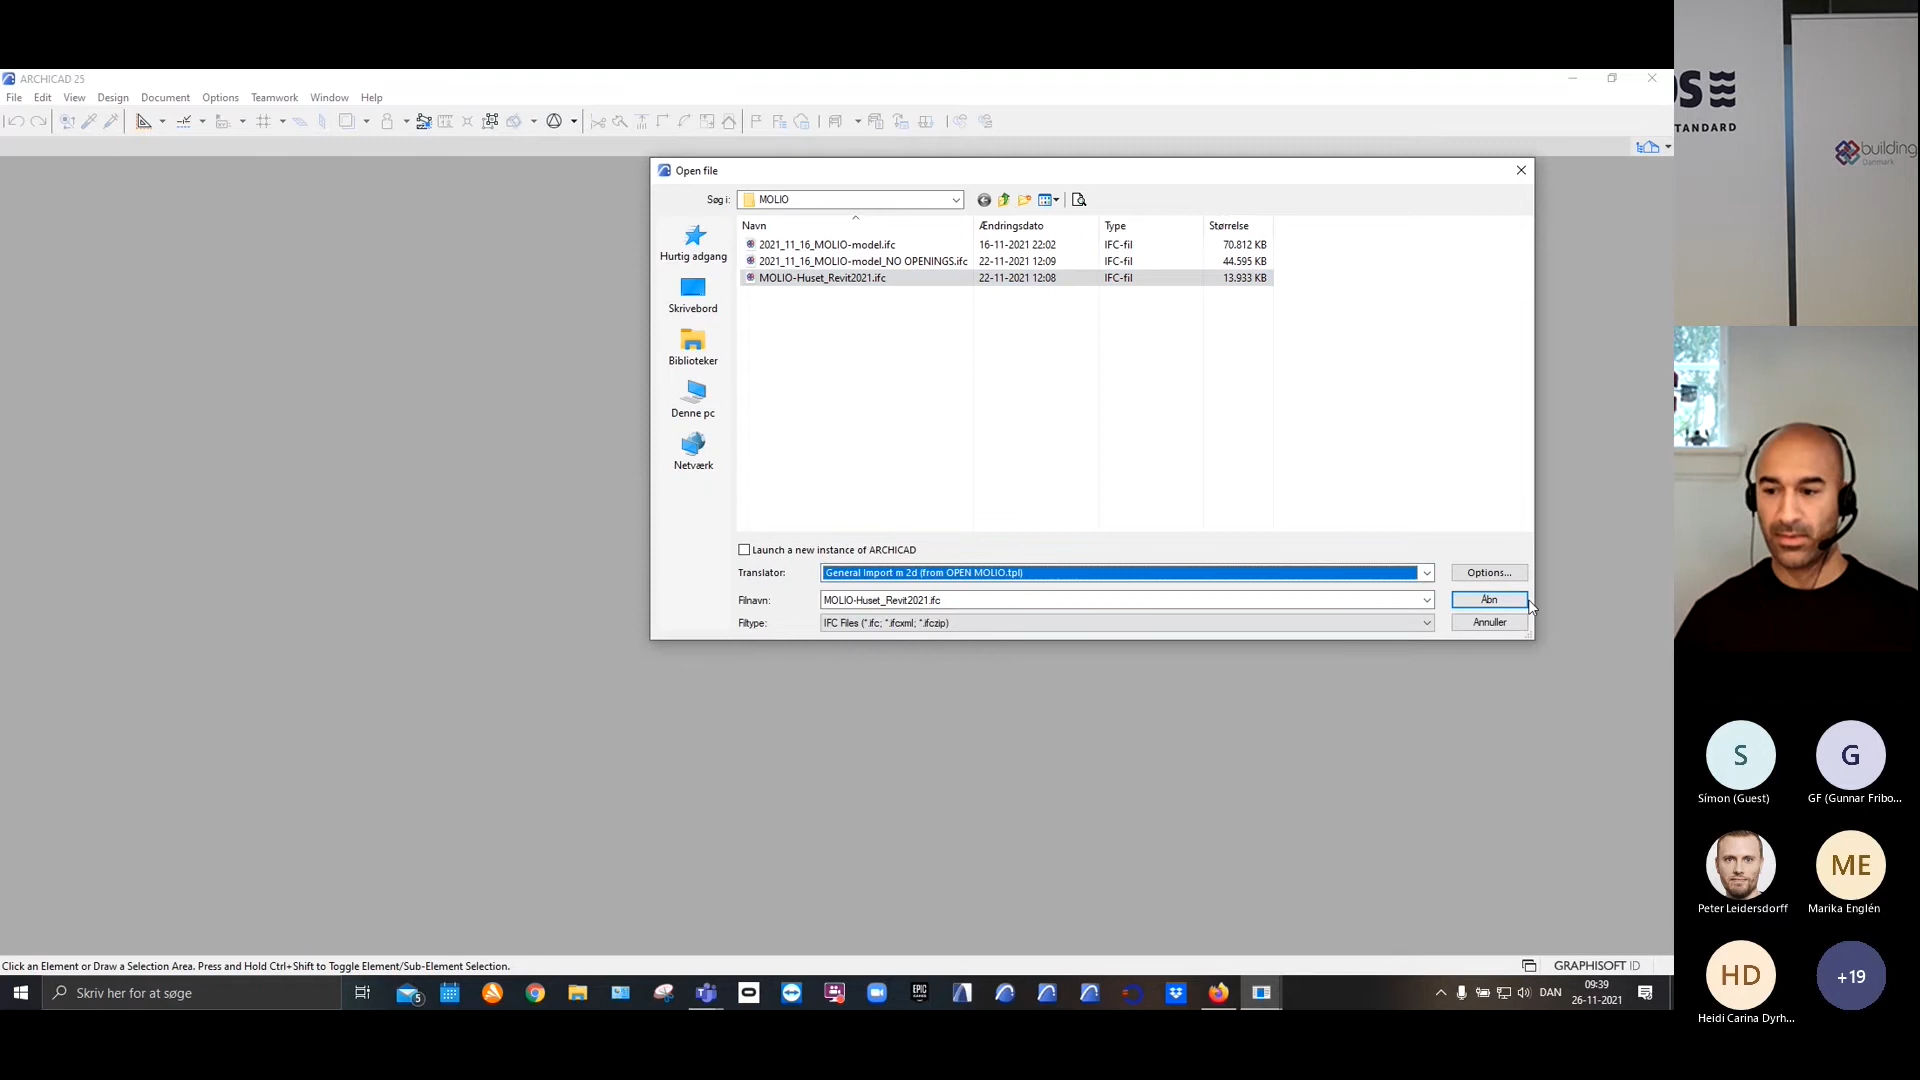 ARCHICAD 25
File Edit View Design Document Options Teamwork Window Help
Open file
Søg i: MOLIO
Navn Ændringsdato Type Størrelse
2021_11_16_MOLIO-model.ifc 16-11-2021 22:02 IFC-fil 70.812 KB
2021_11_16_MOLIO-model_NO OPENINGS.ifc 22-11-2021 12:09 IFC-fil 44.595 KB
MOLIO-Huset_Revit2021.ifc 22-11-2021 12:08 IFC-fil 13.933 KB
Hurtig adgang
Skrivebord
Biblioteker
Denne pc
Netværk
Launch a new instance of ARCHICAD
Translator: General Import m 2d (from OPEN MOLIO.tpl) Options...
Filnavn: MOLIO-Huset_Revit2021.ifc Åbn
Filtype: IFC Files (*.ifc; *.ifcxml; *.ifczip) Annuller
Click an Element or Draw a Selection Area. Press and Hold Ctrl+Shift to Toggle Element/Sub-Element Selection.
GRAPHISOFT ID
Skriv her for at søge
5
EPIC
DAN
09:39
26-11-2021
OS
TANDARD
building
Danmark
S
Símon (Guest)
G
GF (Gunnar Fribo...
Peter Leidersdorff
ME
Marika Englén
HD
Heidi Carina Dyrh...
+19